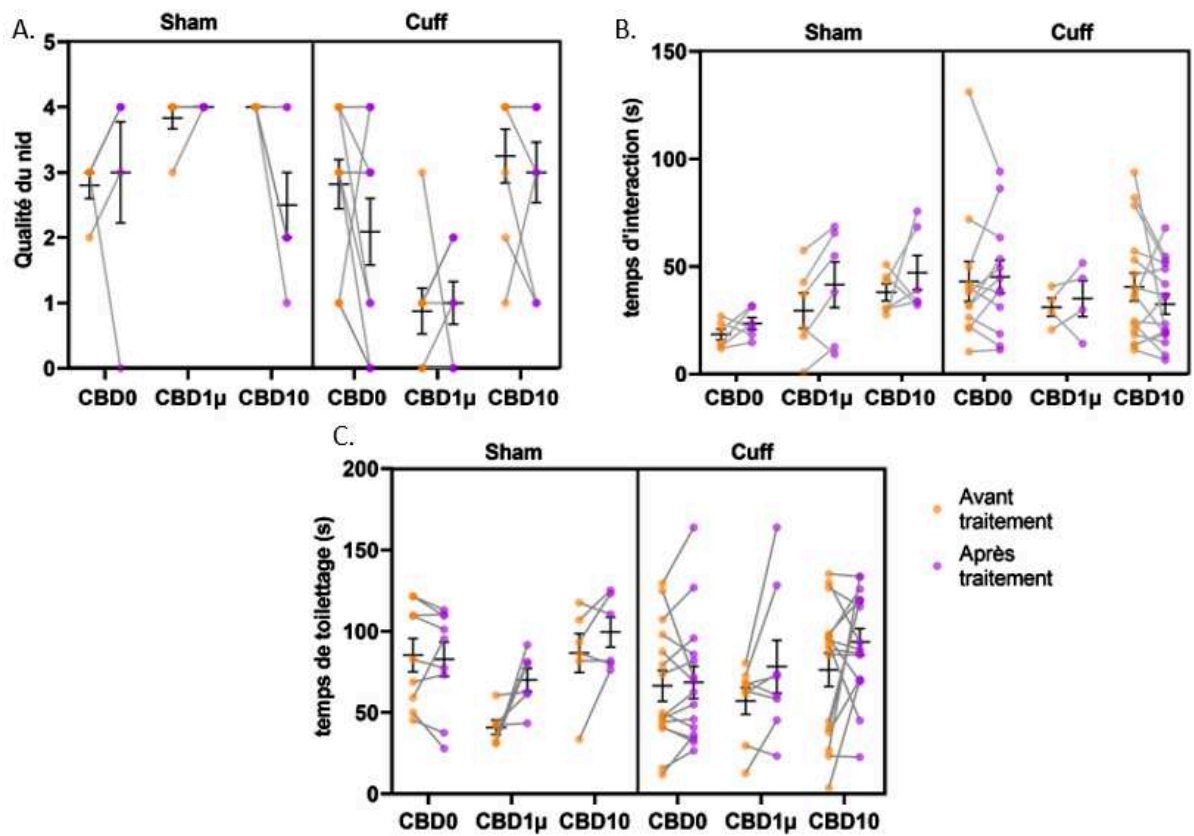 A.
Sham
Cuff
Qualité du nid
5
4
3
2
1
0
CBD0 CBD1µ CBD10 CBD0 CBD1µ CBD10
B.
Sham
Cuff
temps d'interaction (s)
150
100
50
0
CBD0 CBD1µ CBD10 CBD0 CBD1µ CBD10
C.
Sham
Cuff
temps de toilettage (s)
200
150
100
50
0
CBD0 CBD1µ CBD10 CBD0 CBD1µ CBD10
Avant
traitement
Après
traitement